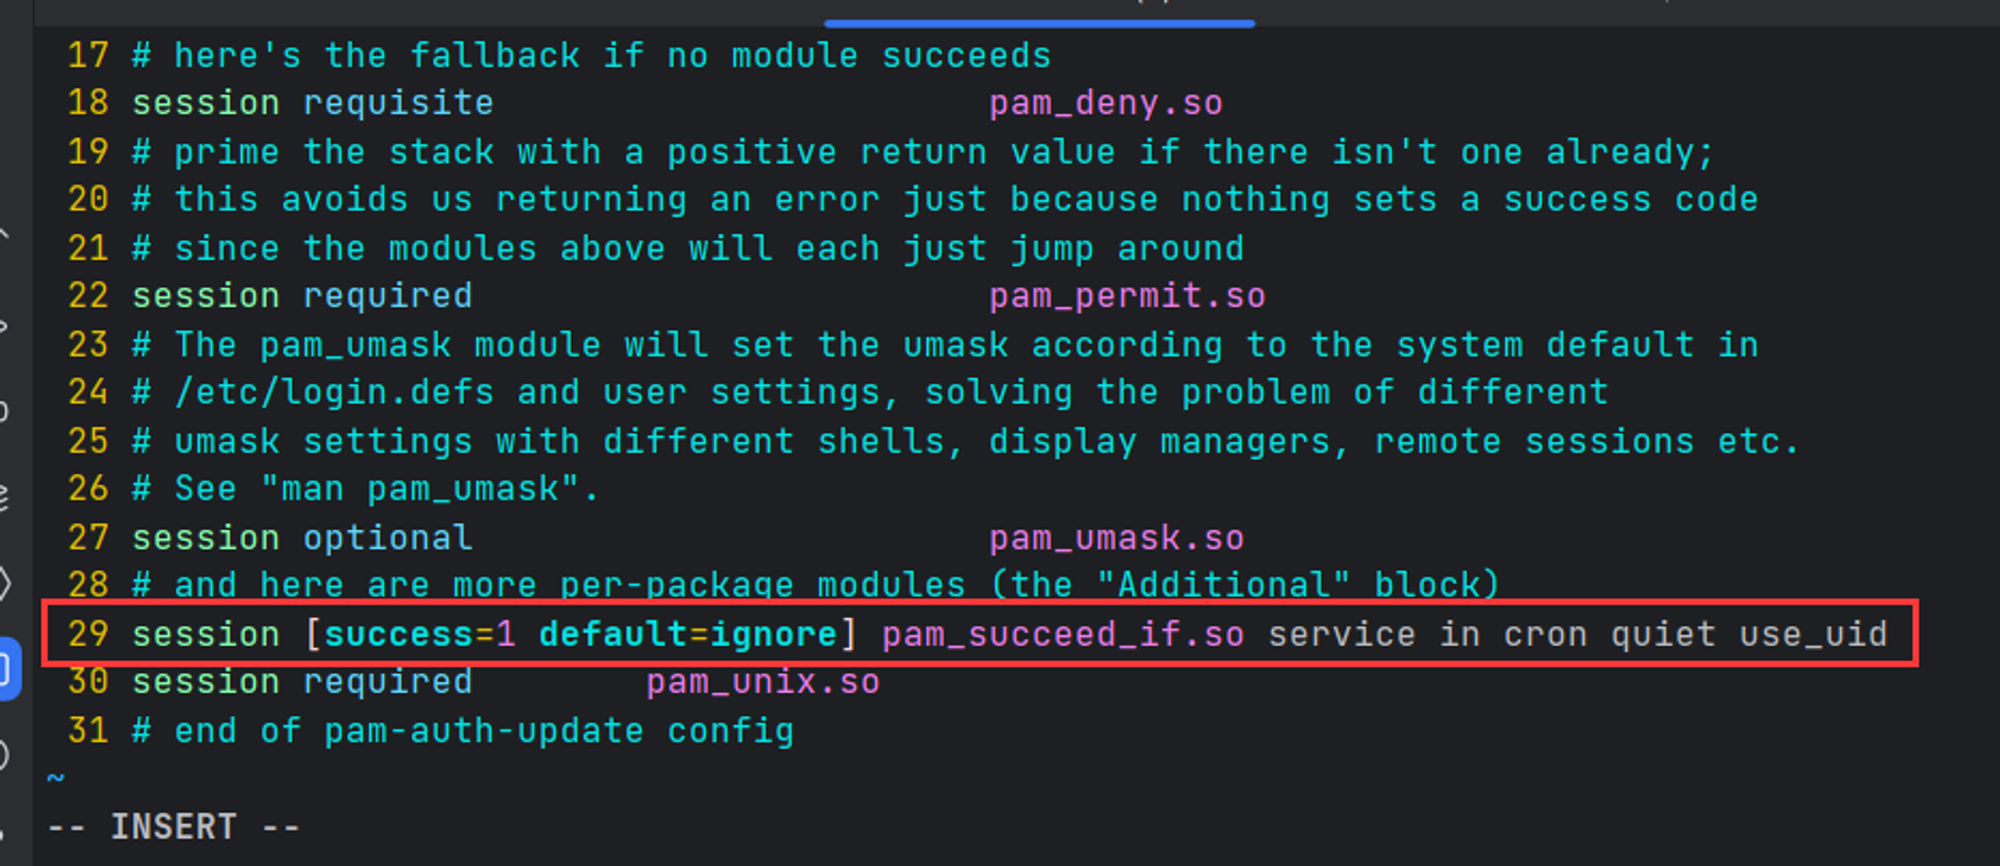 17 # here's the fallback if no module succeeds
18 session requisite                       pam_deny.so
19 # prime the stack with a positive return value if there isn't one already;
20 # this avoids us returning an error just because nothing sets a success code
21 # since the modules above will each just jump around
22 session required                        pam_permit.so
23 # The pam_umask module will set the umask according to the system default in
24 # /etc/login.defs and user settings, solving the problem of different
25 # umask settings with different shells, display managers, remote sessions etc.
26 # See "man pam_umask".
27 session optional                        pam_umask.so
28 # and here are more per-package modules (the "Additional" block)
29 session [success=1 default=ignore] pam_succeed_if.so service in cron quiet use_uid
30 session required        pam_unix.so
31 # end of pam-auth-update config
~
-- INSERT --